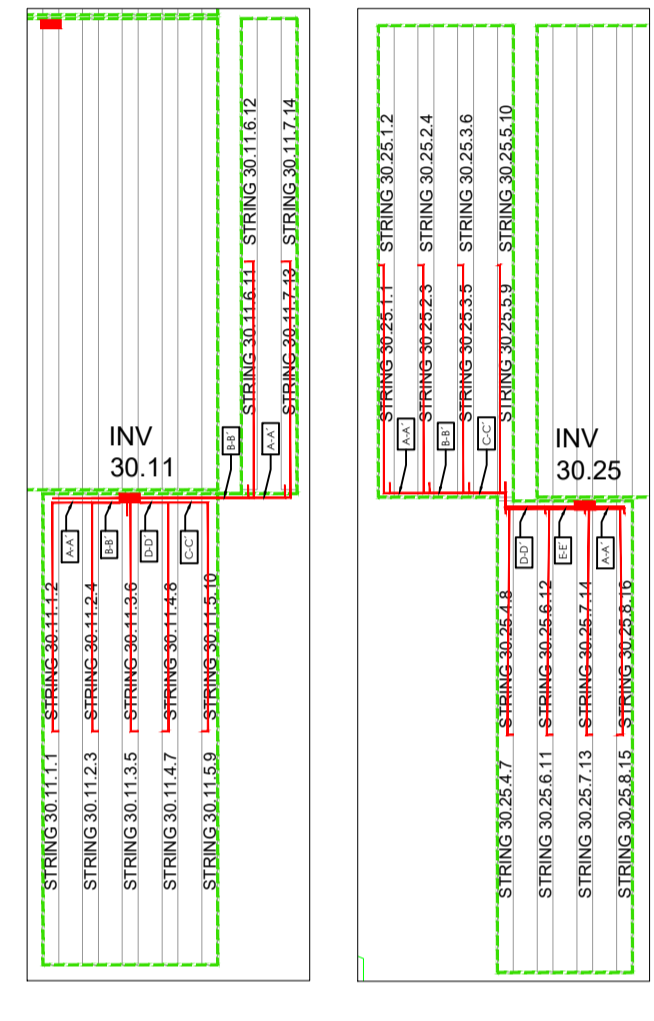 STRING 30.11.6.12
STRING 30.11.7.14
STRING 30.11.6.11
STRING 30.11.7.13
INV
30.11
B-B´
A-A´
A-A´
B-B´
D-D´
C-C´
STRING 30.11.1.2
STRING 30.11.2.4
STRING 30.11.3.6
STRING 30.11.4.8
STRING 30.11.5.10
STRING 30.11.1.1
STRING 30.11.2.3
STRING 30.11.3.5
STRING 30.11.4.7
STRING 30.11.5.9
STRING 30.25.1.2
STRING 30.25.2.4
STRING 30.25.3.6
STRING 30.25.5.10
STRING 30.25.1.1
STRING 30.25.2.3
STRING 30.25.3.5
STRING 30.25.5.9
A-A´
B-B´
C-C´
INV
30.25
D-D´
E-E´
A-A´
STRING 30.25.4.8
STRING 30.25.6.12
STRING 30.25.7.14
STRING 30.25.8.16
STRING 30.25.4.7
STRING 30.25.6.11
STRING 30.25.7.13
STRING 30.25.8.15